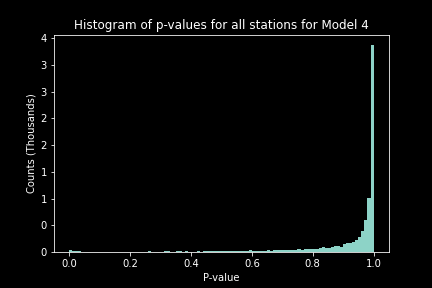 Histogram of p-values for all stations for Model 4
4
3
3
2
2
1
1
0
0
Counts (Thousands)
0.0 0.2 0.4 0.6 0.8 1.0
P-value